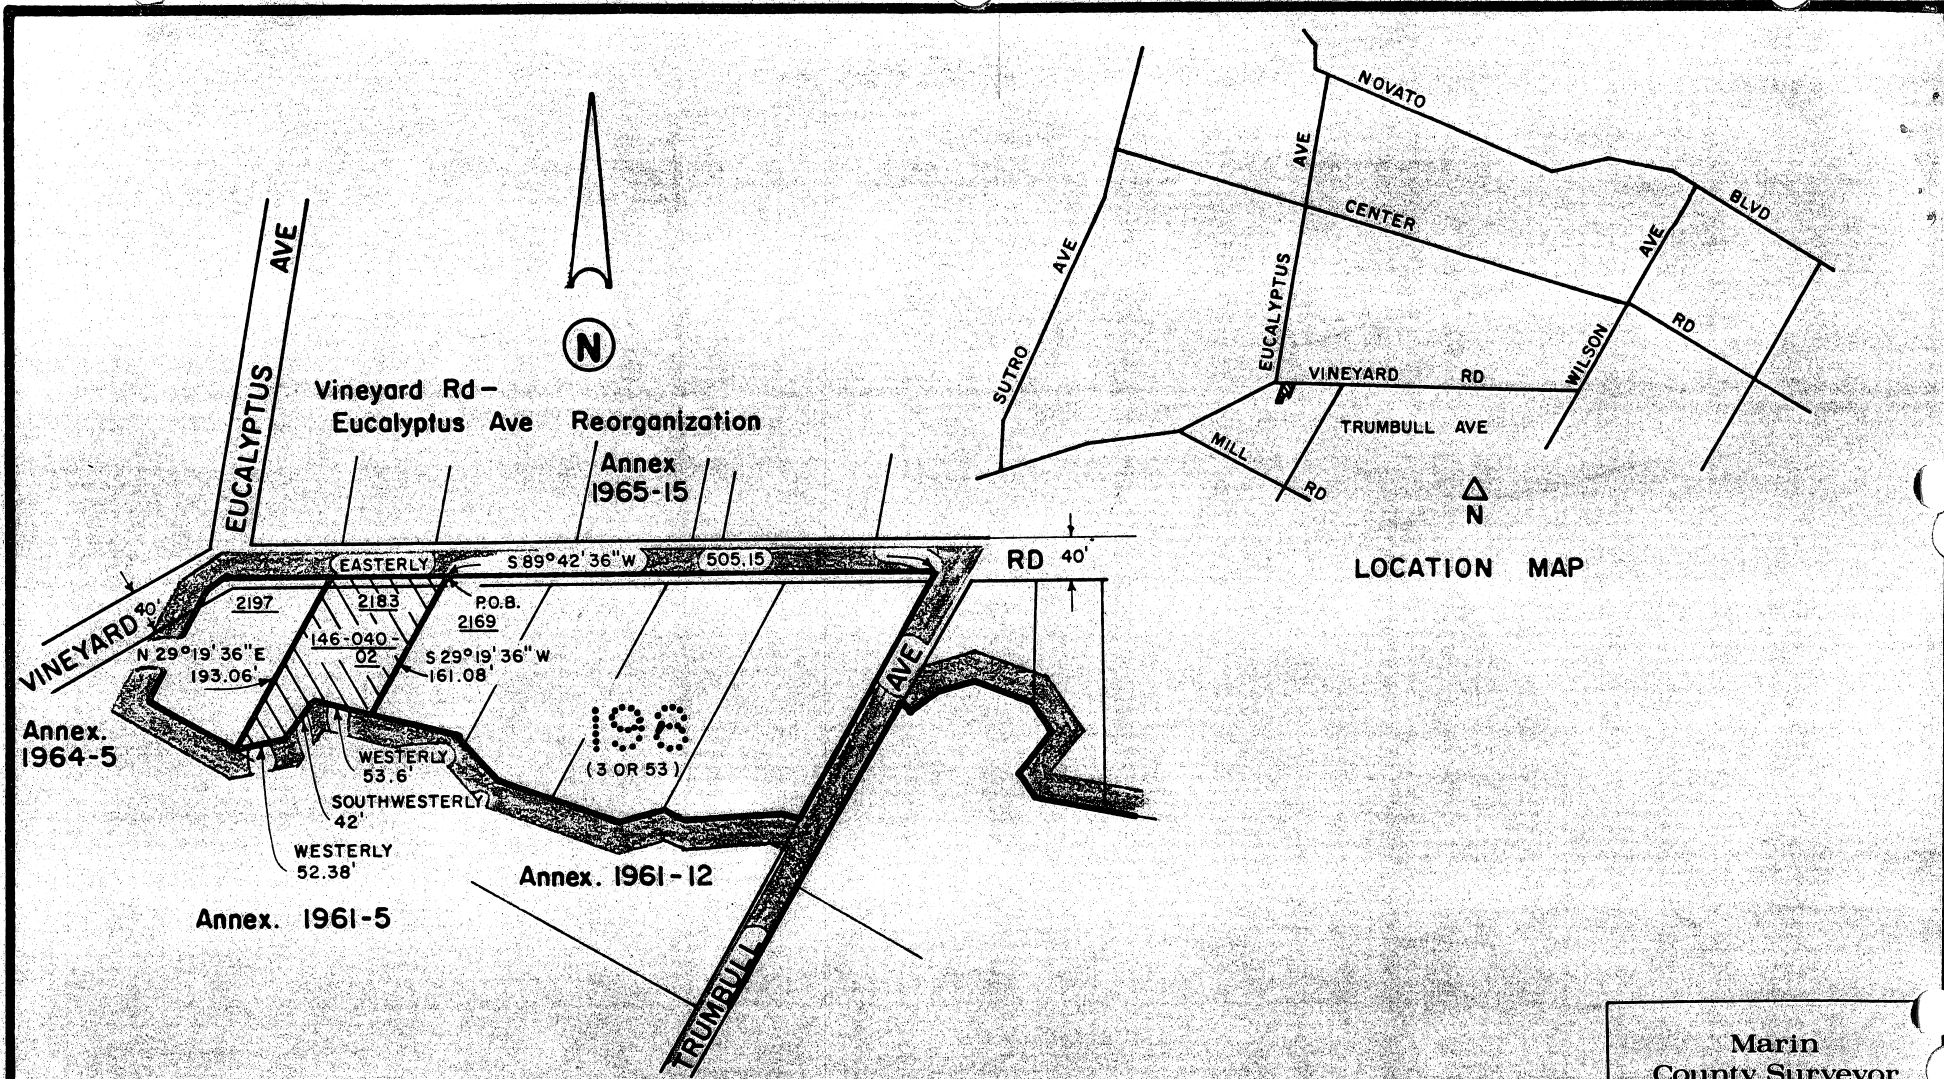 NOVATO
BLVD
AVE
CENTER
RD
AVE
SUTRO
AVE
EUCALYPTUS
WILSON
VINEYARD RD
TRUMBULL AVE
MILL
RD
N
LOCATION MAP
N
AVE
EUCALYPTUS
Vineyard Rd-
Eucalyptus Ave Reorganization
Annex
1965-15
EASTERLY
S 89°42'36"W
505.15
RD
40'
VINEYARD
40'
2197
2183
P.O.B.
2169
146-040-
02
N 29°19'36"E
193.06'
S 29°19'36"W
161.08'
AVE
198
(3 OR 53)
Annex.
1964-5
WESTERLY
53.6'
SOUTHWESTERLY
42'
WESTERLY
52.38'
Annex. 1961-12
Annex. 1961-5
TRUMBULL
Marin
County Surveyor